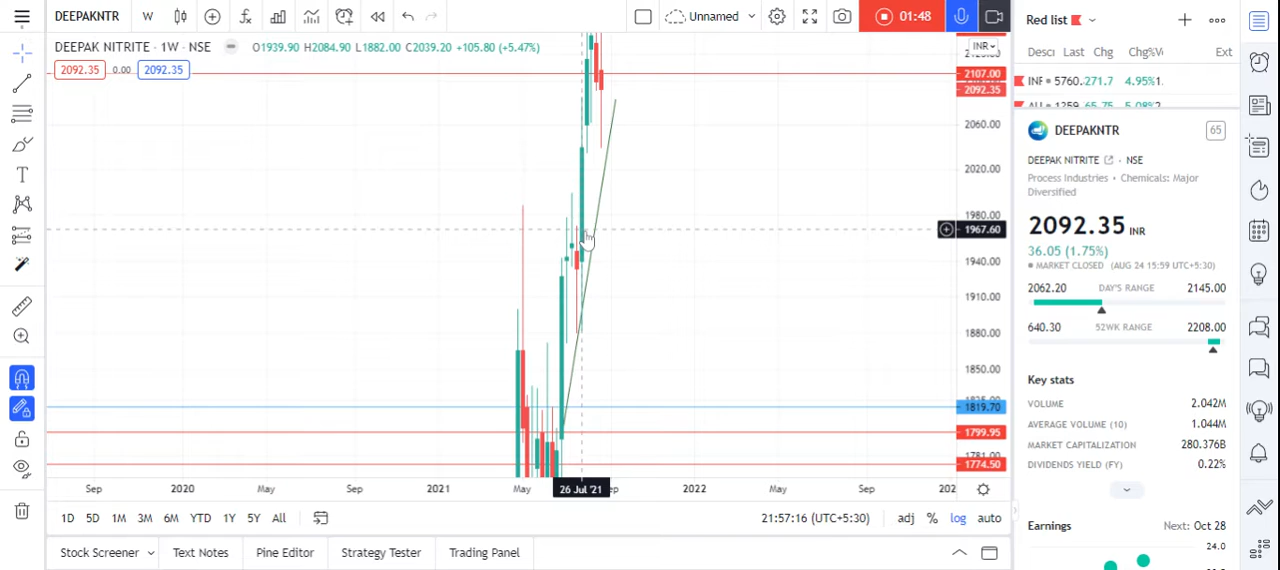 DEEPAKNTR W Unnamed 01:48 Red list
DEEPAK NITRITE · 1W · NSE O1939.90 H2084.90 L1882.00 C2039.20 +105.80 (+5.47%) INR
Last Chg Ext
2092.35 0.00 2092.35
2107.00
271.7 4.95%
2092.35
2060.00
DEEPAKNTR 65
DEEPAK NITRITE · NSE
2020.00
Process Industries • Chemicals: Major
Diversified
1980.00
2092.35 INR
1967.60
36.05 (1.75%)
1940.00
MARKET CLOSED (AUG 24 15:59 UTC+5:30)
2062.20 DAY'S RANGE 2145.00
1910.00
640.30 52WK RANGE 2208.00
1880.00
1850.00
Key stats
VOLUME 2.042M
1819.70
AVERAGE VOLUME (10) 1.044M
1799.95
MARKET CAPITALIZATION 280.376B
1774.50
DIVIDENDS YIELD (FY) 0.22%
Sep 2020 May Sep 2021 May 26 Jul '21 2022 May Sep
1D 5D 1M 3M 6M YTD 1Y 5Y All 21:57:16 (UTC+5:30) adj % log auto
Earnings Next: Oct 28
24.0
Stock Screener Text Notes Pine Editor Strategy Tester Trading Panel